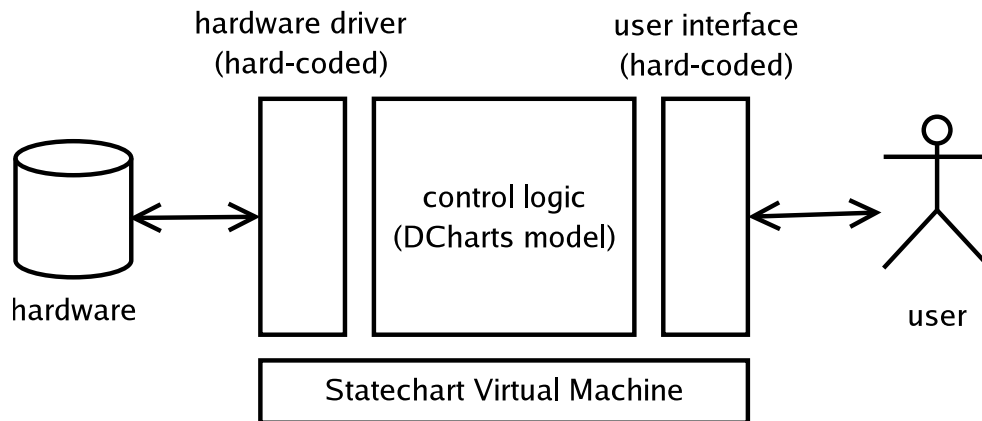 hardware driver
(hard-coded)
user interface
(hard-coded)
control logic
(DCharts model)
hardware
user
Statechart Virtual Machine